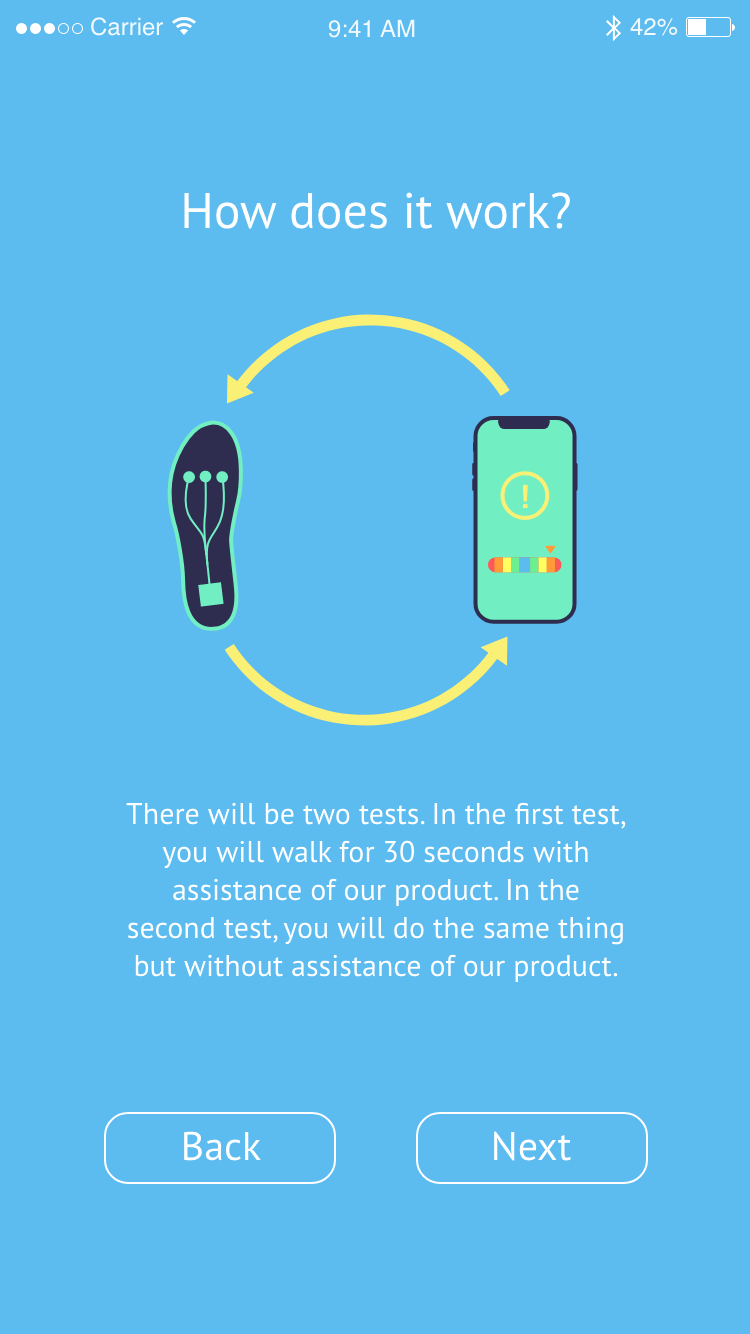 Carrier 9:41 AM 42%
How does it work?
!
There will be two tests. In the first test,
you will walk for 30 seconds with
assistance of our product. In the
second test, you will do the same thing
but without assistance of our product.
Back Next